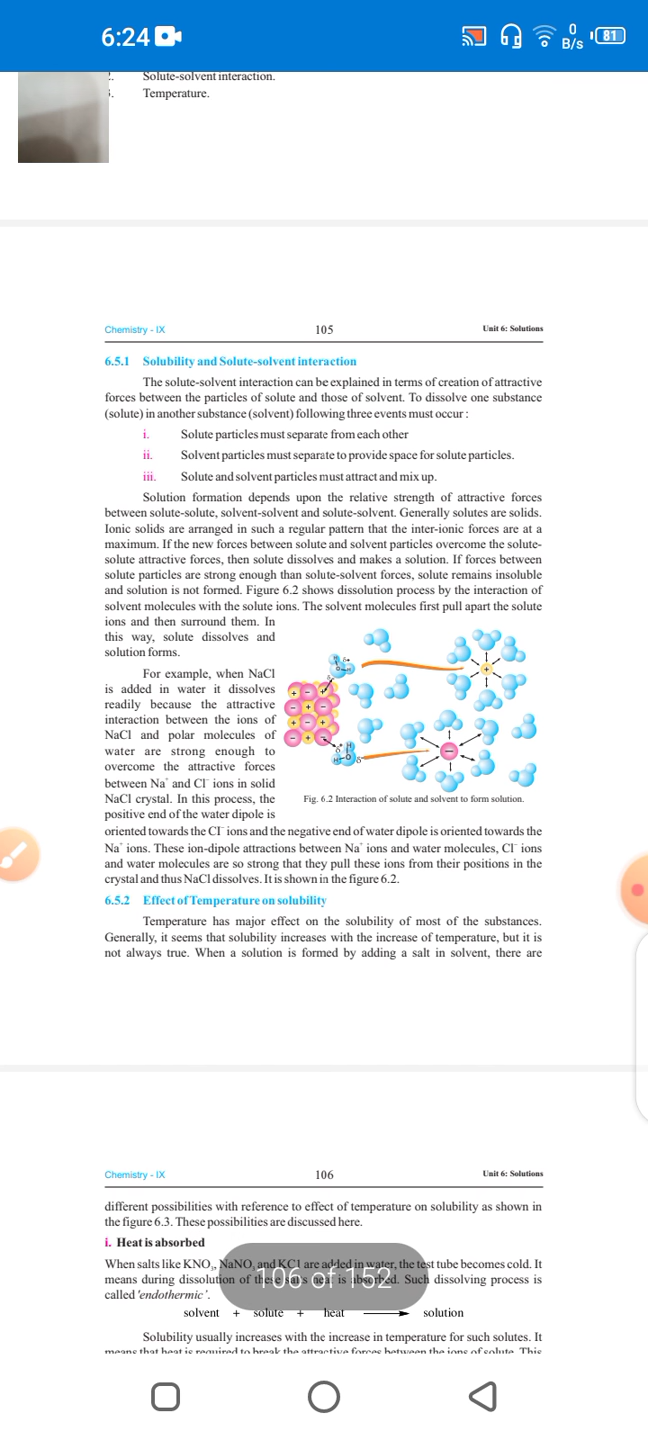 6:24
0
B/s
81
Solute-solvent interaction.
Temperature.
Chemistry - IX 105 Unit 6: Solutions
6.5.1 Solubility and Solute-solvent interaction
The solute-solvent interaction can be explained in terms of creation of attractive
forces between the particles of solute and those of solvent. To dissolve one substance
(solute) in another substance (solvent) following three events must occur :
i. Solute particles must separate from each other
ii. Solvent particles must separate to provide space for solute particles.
iii. Solute and solvent particles must attract and mix up.
Solution formation depends upon the relative strength of attractive forces
between solute-solute, solvent-solvent and solute-solvent. Generally solutes are solids.
Ionic solids are arranged in such a regular pattern that the inter-ionic forces are at a
maximum. If the new forces between solute and solvent particles overcome the solute-
solute attractive forces, then solute dissolves and makes a solution. If forces between
solute particles are strong enough than solute-solvent forces, solute remains insoluble
and solution is not formed. Figure 6.2 shows dissolution process by the interaction of
solvent molecules with the solute ions. The solvent molecules first pull apart the solute
ions and then surround them. In
this way, solute dissolves and
solution forms.
For example, when NaCl
is added in water it dissolves
readily because the attractive
interaction between the ions of
NaCl and polar molecules of
water are strong enough to
overcome the attractive forces
between Na⁺ and Cl⁻ ions in solid
NaCl crystal. In this process, the
positive end of the water dipole is
Fig. 6.2 Interaction of solute and solvent to form solution.
oriented towards the Cl⁻ ions and the negative end of water dipole is oriented towards the
Na⁺ ions. These ion-dipole attractions between Na⁺ ions and water molecules, Cl⁻ ions
and water molecules are so strong that they pull these ions from their positions in the
crystal and thus NaCl dissolves. It is shown in the figure 6.2.
6.5.2 Effect of Temperature on solubility
Temperature has major effect on the solubility of most of the substances.
Generally, it seems that solubility increases with the increase of temperature, but it is
not always true. When a solution is formed by adding a salt in solvent, there are
Chemistry - IX 106 Unit 6: Solutions
different possibilities with reference to effect of temperature on solubility as shown in
the figure 6.3. These possibilities are discussed here.
i. Heat is absorbed
When salts like KNO₃, NaNO₃ and KCl are added in water, the test tube becomes cold. It
means during dissolution of these salts heat is absorbed. Such dissolving process is
106 of 152
called 'endothermic'.
solvent + solute + heat ⟶ solution
Solubility usually increases with the increase in temperature for such solutes. It
means that heat is required to break the attractive forces between the ions of solute. This